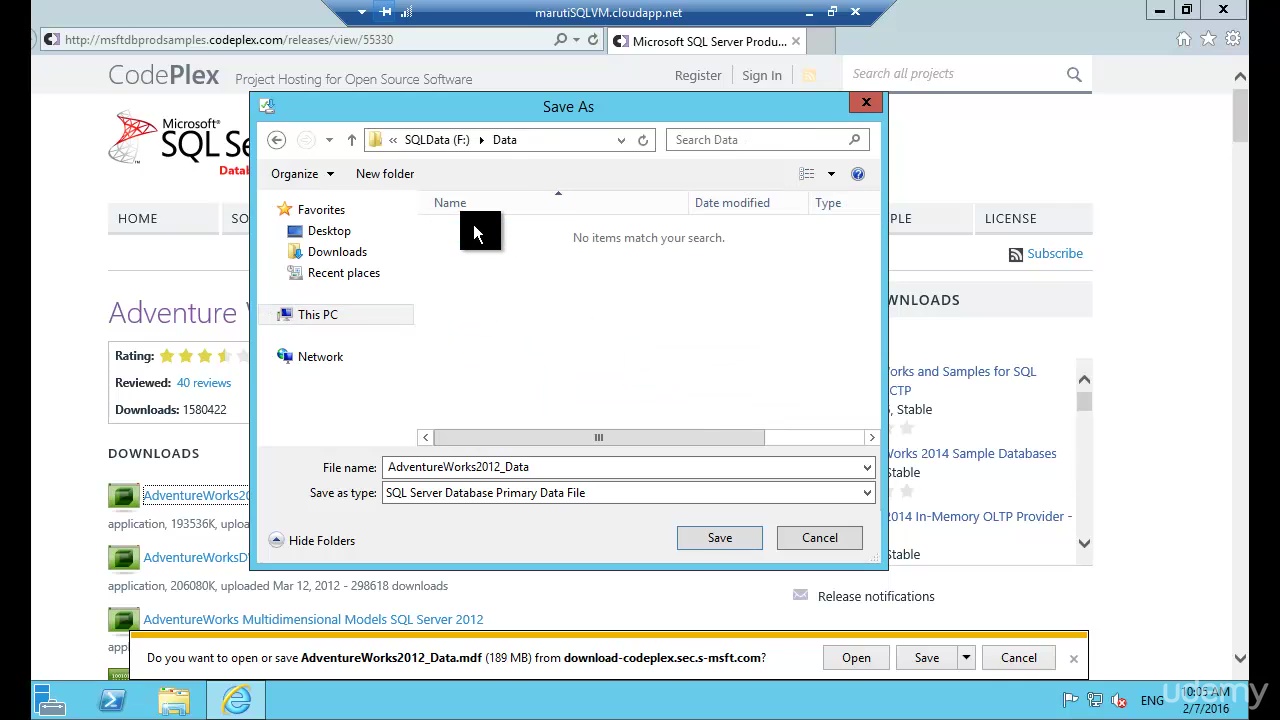 marutiSQLVM.cloudapp.net
http://msftdbprodsamples.codeplex.com/releases/view/55330
Microsoft SQL Server Produ...
CodePlex Project Hosting for Open Source Software
Register
Sign In
Search all projects
Microsoft
SQL Se
Datab
Save As
SQLData (F:)
Data
Search Data
Organize
New folder
Favorites
Desktop
Downloads
Recent places
This PC
Network
Name
Date modified
Type
No items match your search.
File name:
AdventureWorks2012_Data
Save as type:
SQL Server Database Primary Data File
Hide Folders
Save
Cancel
HOME
SO
PLE
LICENSE
Subscribe
Adventure
Rating:
Reviewed: 40 reviews
Downloads: 1580422
DOWNLOADS
AdventureWorks20
application, 193536K, uploa
AdventureWorksD
application, 206080K, uploaded Mar 12, 2012 - 298618 downloads
AdventureWorks Multidimensional Models SQL Server 2012
appli
WNLOADS
orks and Samples for SQL
CTP
, Stable
Works 2014 Sample Databases
Stable
2014 In-Memory OLTP Provider -
Stable
Release notifications
Do you want to open or save AdventureWorks2012_Data.mdf (189 MB) from download-codeplex.sec.s-msft.com?
Open
Save
Cancel
ENG
10:05 AM
2/7/2016
udemy